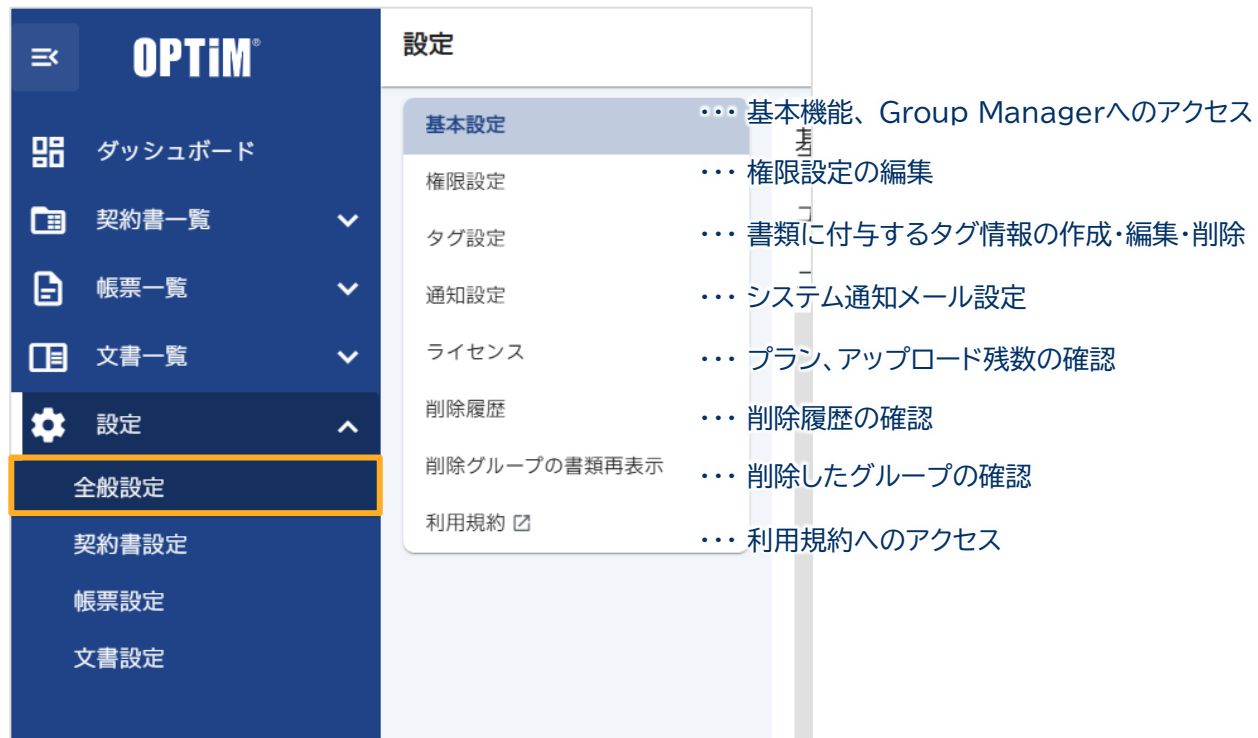 OPTiM®
ダッシュボード
契約書一覧
帳票一覧
文書一覧
設定
全般設定
契約書設定
帳票設定
文書設定
設定
基本設定 ・・・ 基本機能、Group Managerへのアクセス
権限設定 ・・・ 権限設定の編集
タグ設定 ・・・ 書類に付与するタグ情報の作成・編集・削除
通知設定 ・・・ システム通知メール設定
ライセンス ・・・ プラン、アップロード残数の確認
削除履歴 ・・・ 削除履歴の確認
削除グループの書類再表示 ・・・ 削除したグループの確認
利用規約 ・・・ 利用規約へのアクセス